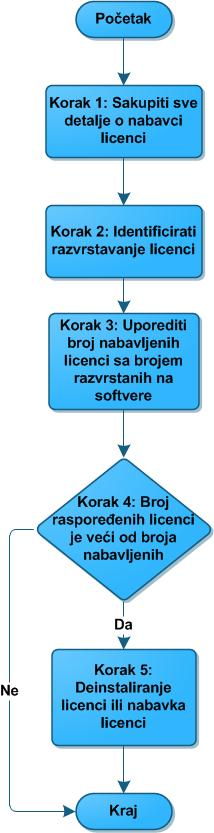 Početak
Korak 1: Sakupiti sve
detalje o nabavci
licenci
Korak 2: Identificirati
razvrstavanje licenci
Korak 3: Uporediti
broj nabavljenih
licenci sa brojem
razvrstanih na
softvere
Korak 4: Broj
raspoređenih licenci
je veći od broja
nabavljenih
Da
Korak 5:
Deinstaliranje
licenci ili nabavka
licenci
Ne
Kraj